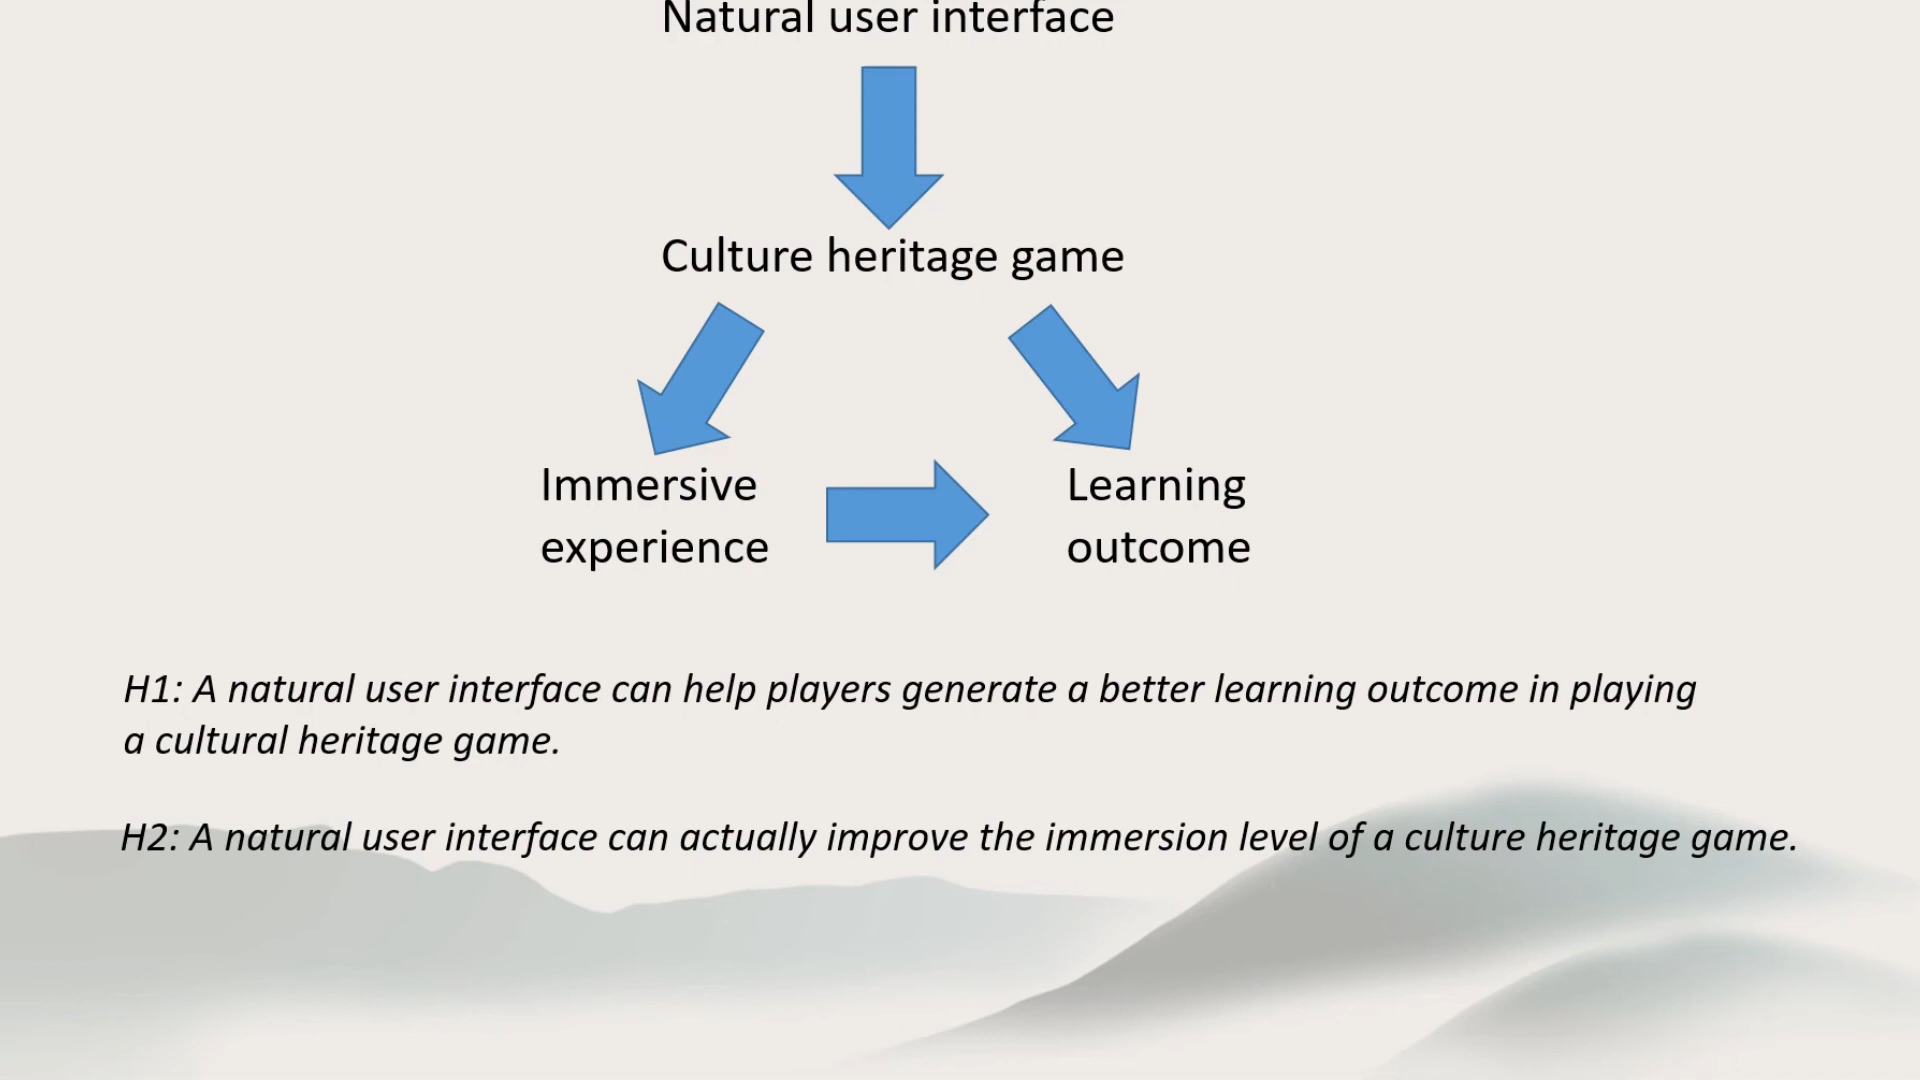 Natural user interface
Culture heritage game
Immersive
experience
Learning
outcome
H1: A natural user interface can help players generate a better learning outcome in playing
a cultural heritage game.
H2: A natural user interface can actually improve the immersion level of a culture heritage game.